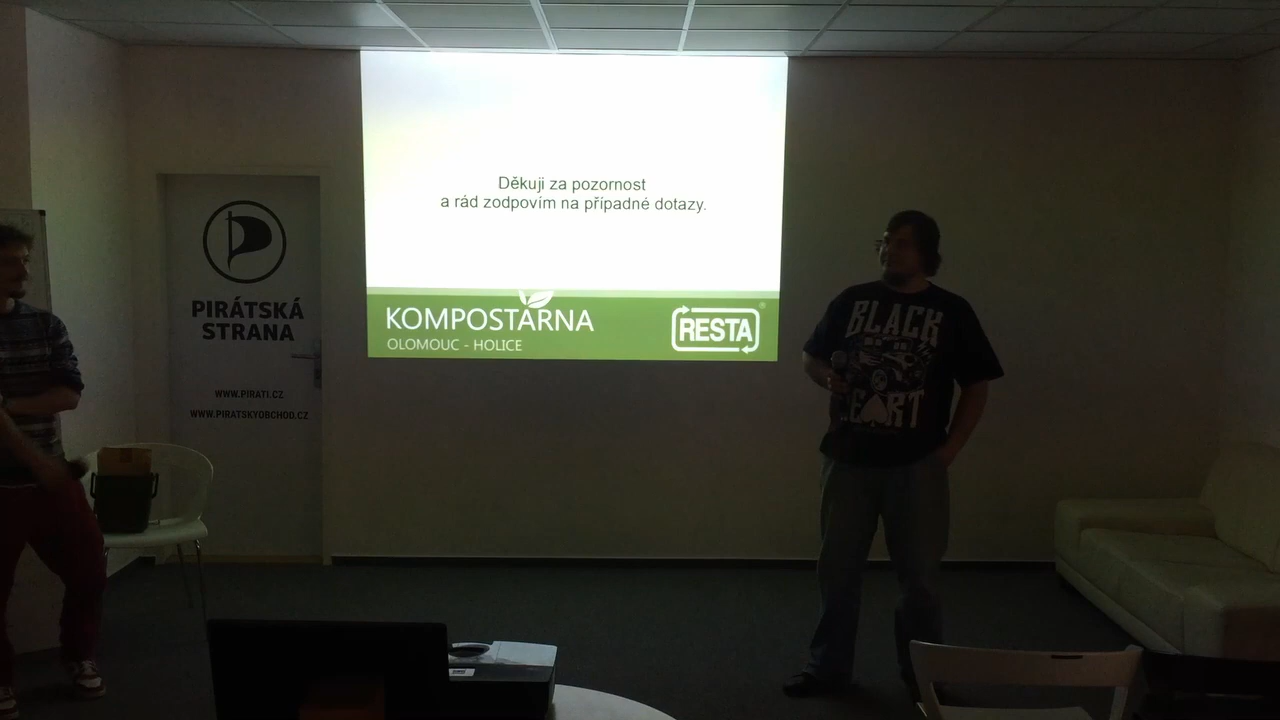 Děkuji za pozornost
a rád zodpovím na případné dotazy.
KOMPOSTÁRNA
OLOMOUC - HOLICE
RESTA
®
PIRÁTSKÁ
STRANA
WWW.PIRATI.CZ
WWW.PIRATSKYOBCHOD.CZ
BLACK
HEART